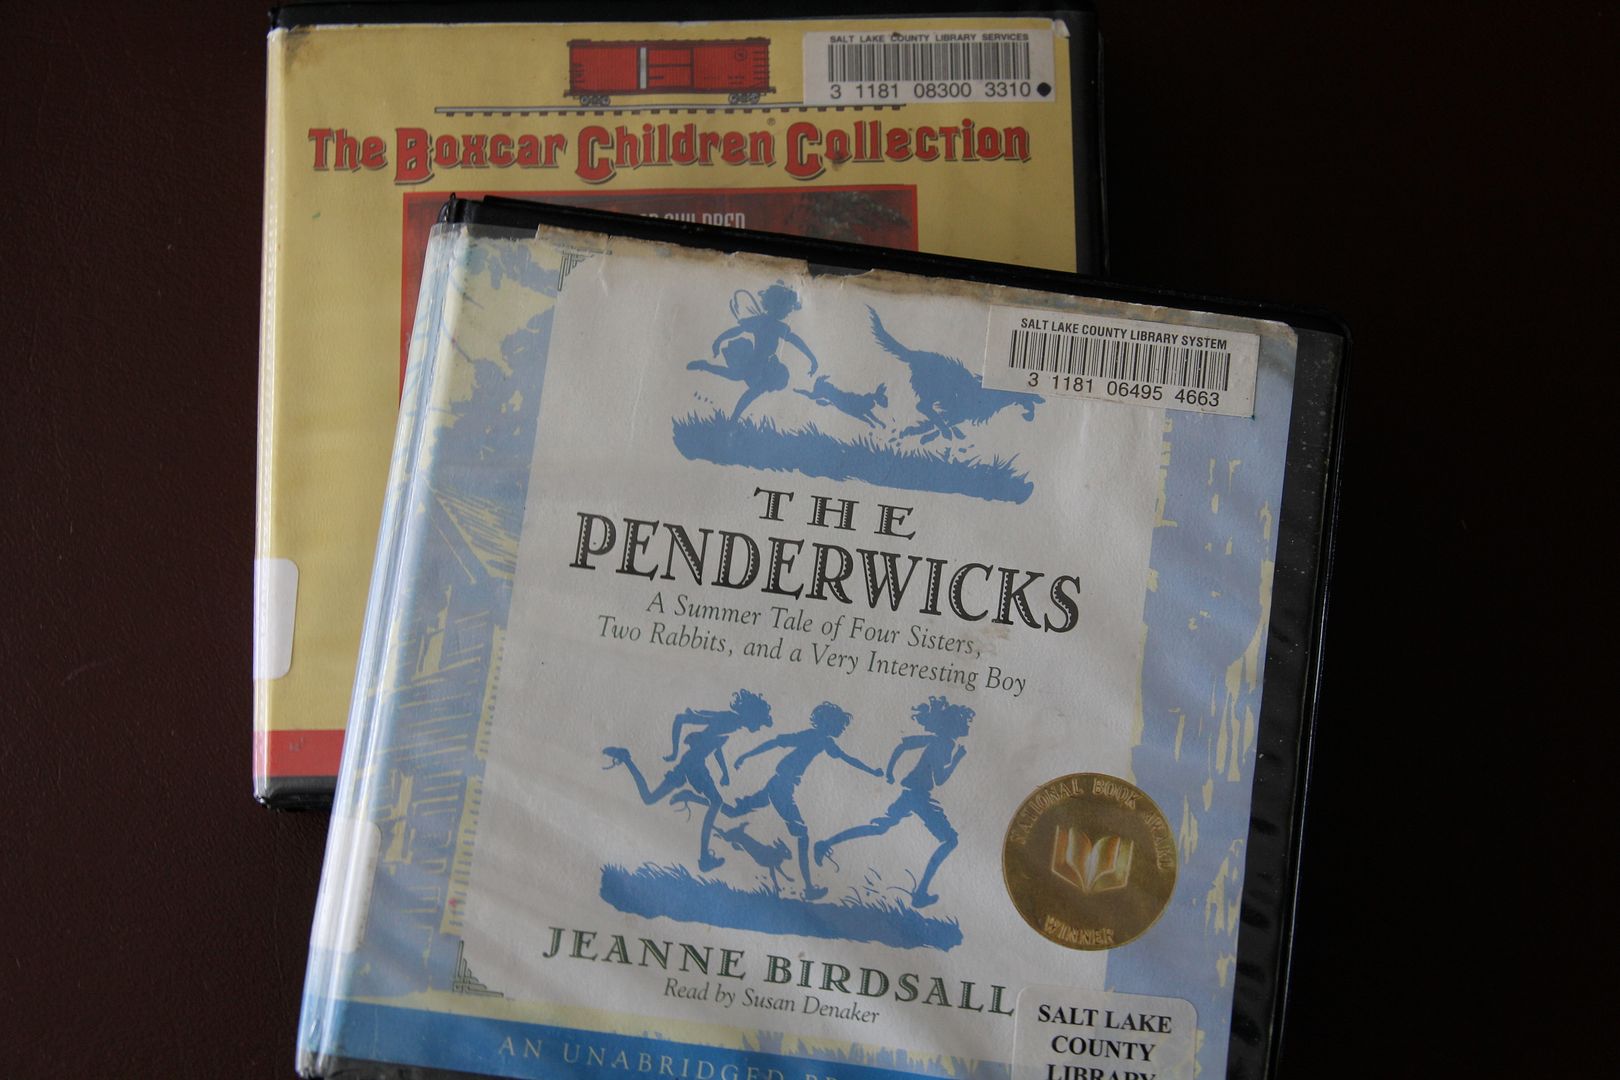 SALT LAKE COUNTY LIBRARY SERVICES
3 1181 08300 3310
The Boxcar Children Collection
CHILDREN
SALT LAKE COUNTY LIBRARY SYSTEM
3 1181 06495 4663
THE
PENDERWICKS
A Summer Tale of Four Sisters,
Two Rabbits, and a Very Interesting Boy
NATIONAL BOOK AWARD
WINNER
JEANNE BIRDSALL
Read by Susan Denaker
SALT LAKE
COUNTY
LIBRARY
AN UNABRIDGED